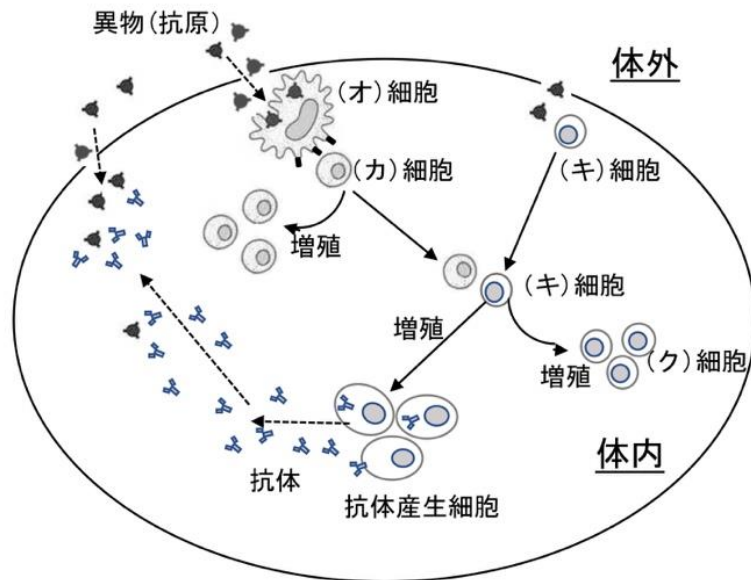 異物(抗原)
体外
(オ)細胞
(カ)細胞
(キ)細胞
増殖
(キ)細胞
増殖
増殖
(ク)細胞
体内
抗体
抗体産生細胞